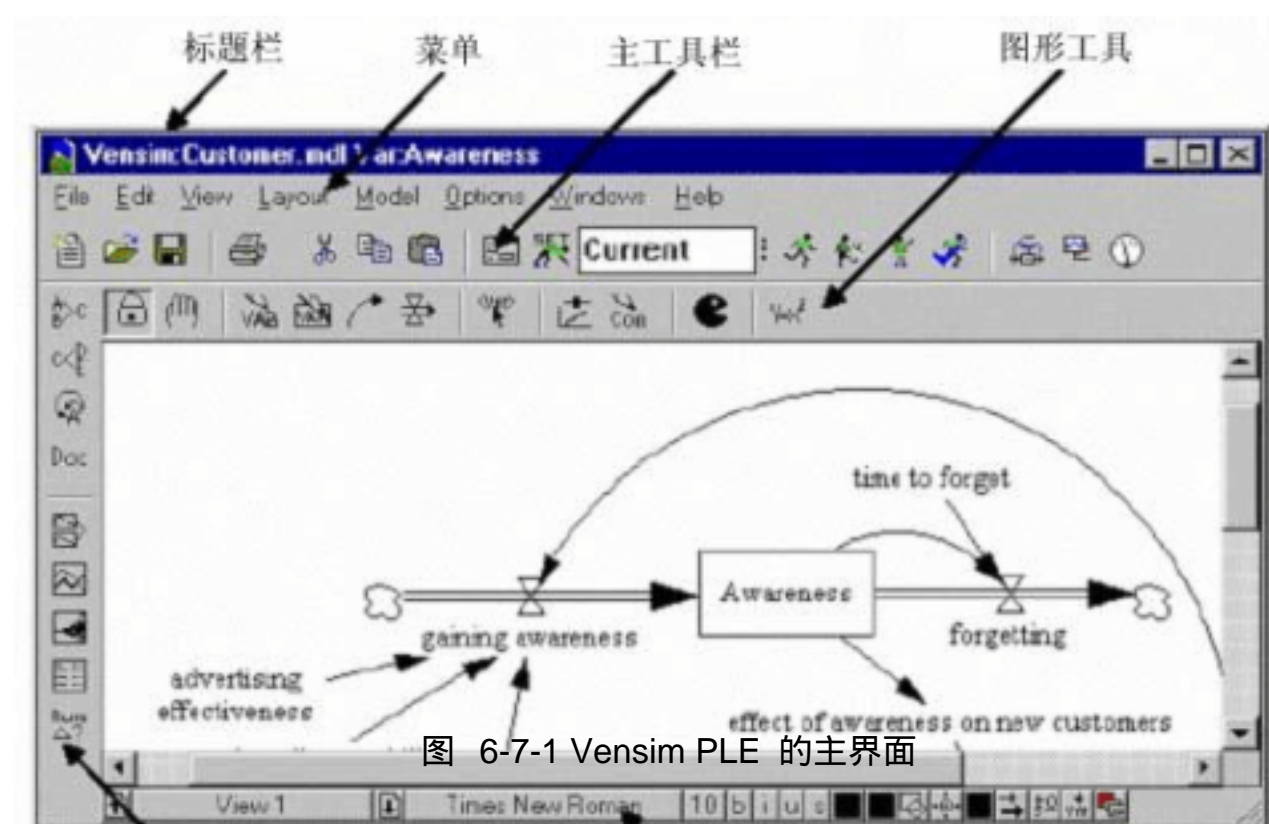 标题栏 菜单 主工具栏 图形工具
Vensim:Customer.mdl Var:Awareness
File Edit View Layout Model Options Windows Help
SET Current
Doc
time to forget
Awareness
gaining awareness
forgetting
advertising
effectiveness
effect of awareness on new customers
图 6-7-1 Vensim PLE 的主界面
View 1 Times New Roman 10 b i u s